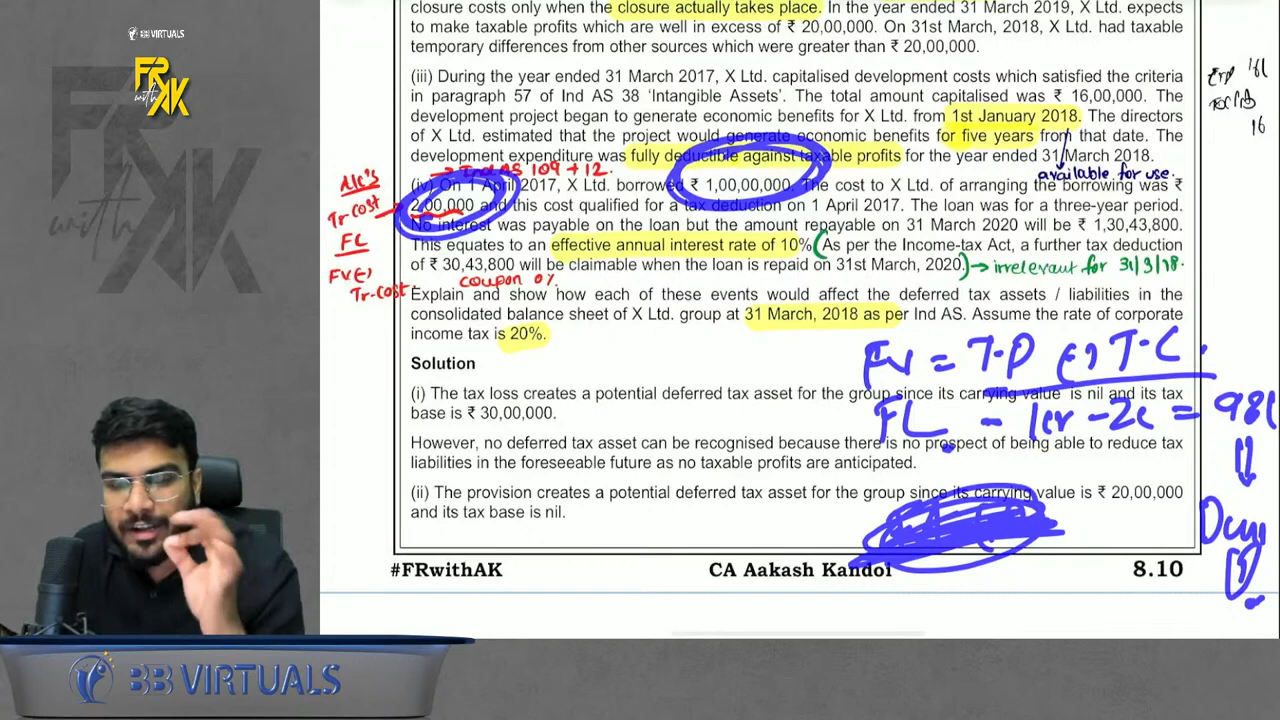 BB VIRTUALS
FR
with
AK
closure costs only when the closure actually takes place. In the year ended 31 March 2019, X Ltd. expects
to make taxable profits which are well in excess of ₹ 20,00,000. On 31st March, 2018, X Ltd. had taxable
temporary differences from other sources which were greater than ₹ 20,00,000.
(iii) During the year ended 31 March 2017, X Ltd. capitalised development costs which satisfied the criteria
in paragraph 57 of Ind AS 38 ‘Intangible Assets’. The total amount capitalised was ₹ 16,00,000. The
development project began to generate economic benefits for X Ltd. from 1st January 2018. The directors
of X Ltd. estimated that the project would generate economic benefits for five years from that date. The
development expenditure was fully deductible against taxable profits for the year ended 31 March 2018.
available for use.
→ Ind AS 109 + 12.
(iv) On 1 April 2017, X Ltd. borrowed ₹ 1,00,00,000. The cost to X Ltd. of arranging the borrowing was ₹
2,00,000 and this cost qualified for a tax deduction on 1 April 2017. The loan was for a three-year period.
No interest was payable on the loan but the amount repayable on 31 March 2020 will be ₹ 1,30,43,800.
This equates to an effective annual interest rate of 10% (As per the Income-tax Act, a further tax deduction
of ₹ 30,43,800 will be claimable when the loan is repaid on 31st March, 2020.) → irrelevant for 31/3/18.
Tr. cost
FL
FV(-)
Tr. cost.
coupon 0%
Explain and show how each of these events would affect the deferred tax assets / liabilities in the
consolidated balance sheet of X Ltd. group at 31 March, 2018 as per Ind AS. Assume the rate of corporate
income tax is 20%.
FV = T.P (-) T.C.
Solution
(i) The tax loss creates a potential deferred tax asset for the group since its carrying value is nil and its tax
base is ₹ 30,00,000.
FL - 1cr - 2L = 98L
However, no deferred tax asset can be recognised because there is no prospect of being able to reduce tax
liabilities in the foreseeable future as no taxable profits are anticipated.
(ii) The provision creates a potential deferred tax asset for the group since its carrying value is ₹ 20,00,000
and its tax base is nil.
#FRwithAK
CA Aakash Kandoi
8.10
BB VIRTUALS